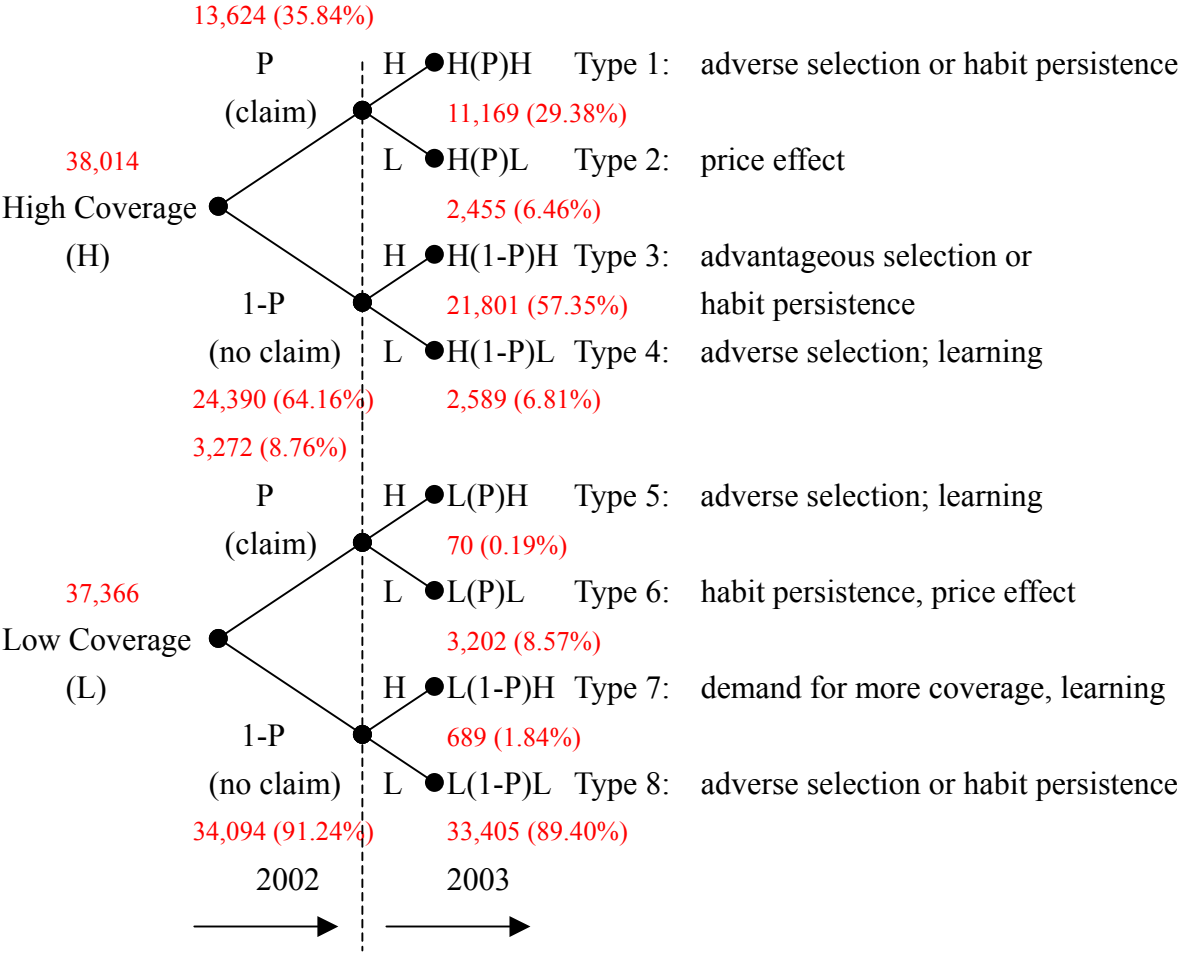 13,624 (35.84%)
P H H(P)H Type 1: adverse selection or habit persistence
(claim) 11,169 (29.38%)
38,014 L H(P)L Type 2: price effect
High Coverage 2,455 (6.46%)
(H) H H(1-P)H Type 3: advantageous selection or
1-P 21,801 (57.35%) habit persistence
(no claim) L H(1-P)L Type 4: adverse selection; learning
24,390 (64.16%) 2,589 (6.81%)
3,272 (8.76%)
P H L(P)H Type 5: adverse selection; learning
(claim) 70 (0.19%)
37,366 L L(P)L Type 6: habit persistence, price effect
Low Coverage 3,202 (8.57%)
(L) H L(1-P)H Type 7: demand for more coverage, learning
1-P 689 (1.84%)
(no claim) L L(1-P)L Type 8: adverse selection or habit persistence
34,094 (91.24%) 33,405 (89.40%)
2002 2003